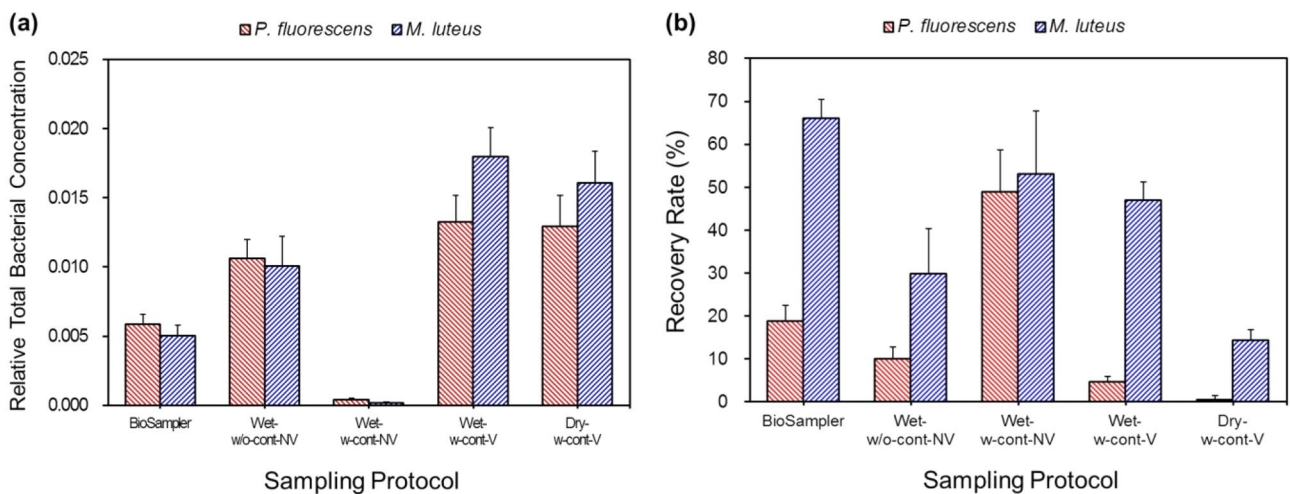 (a)
P. fluorescens M. luteus
Relative Total Bacterial Concentration
0.025
0.020
0.015
0.010
0.005
0.000
BioSampler
Wet-
w/o-cont-NV
Wet-
w-cont-NV
Wet-
w-cont-V
Dry-
w-cont-V
Sampling Protocol
(b)
P. fluorescens M. luteus
Recovery Rate (%)
80
70
60
50
40
30
20
10
0
BioSampler
Wet-
w/o-cont-NV
Wet-
w-cont-NV
Wet-
w-cont-V
Dry-
w-cont-V
Sampling Protocol